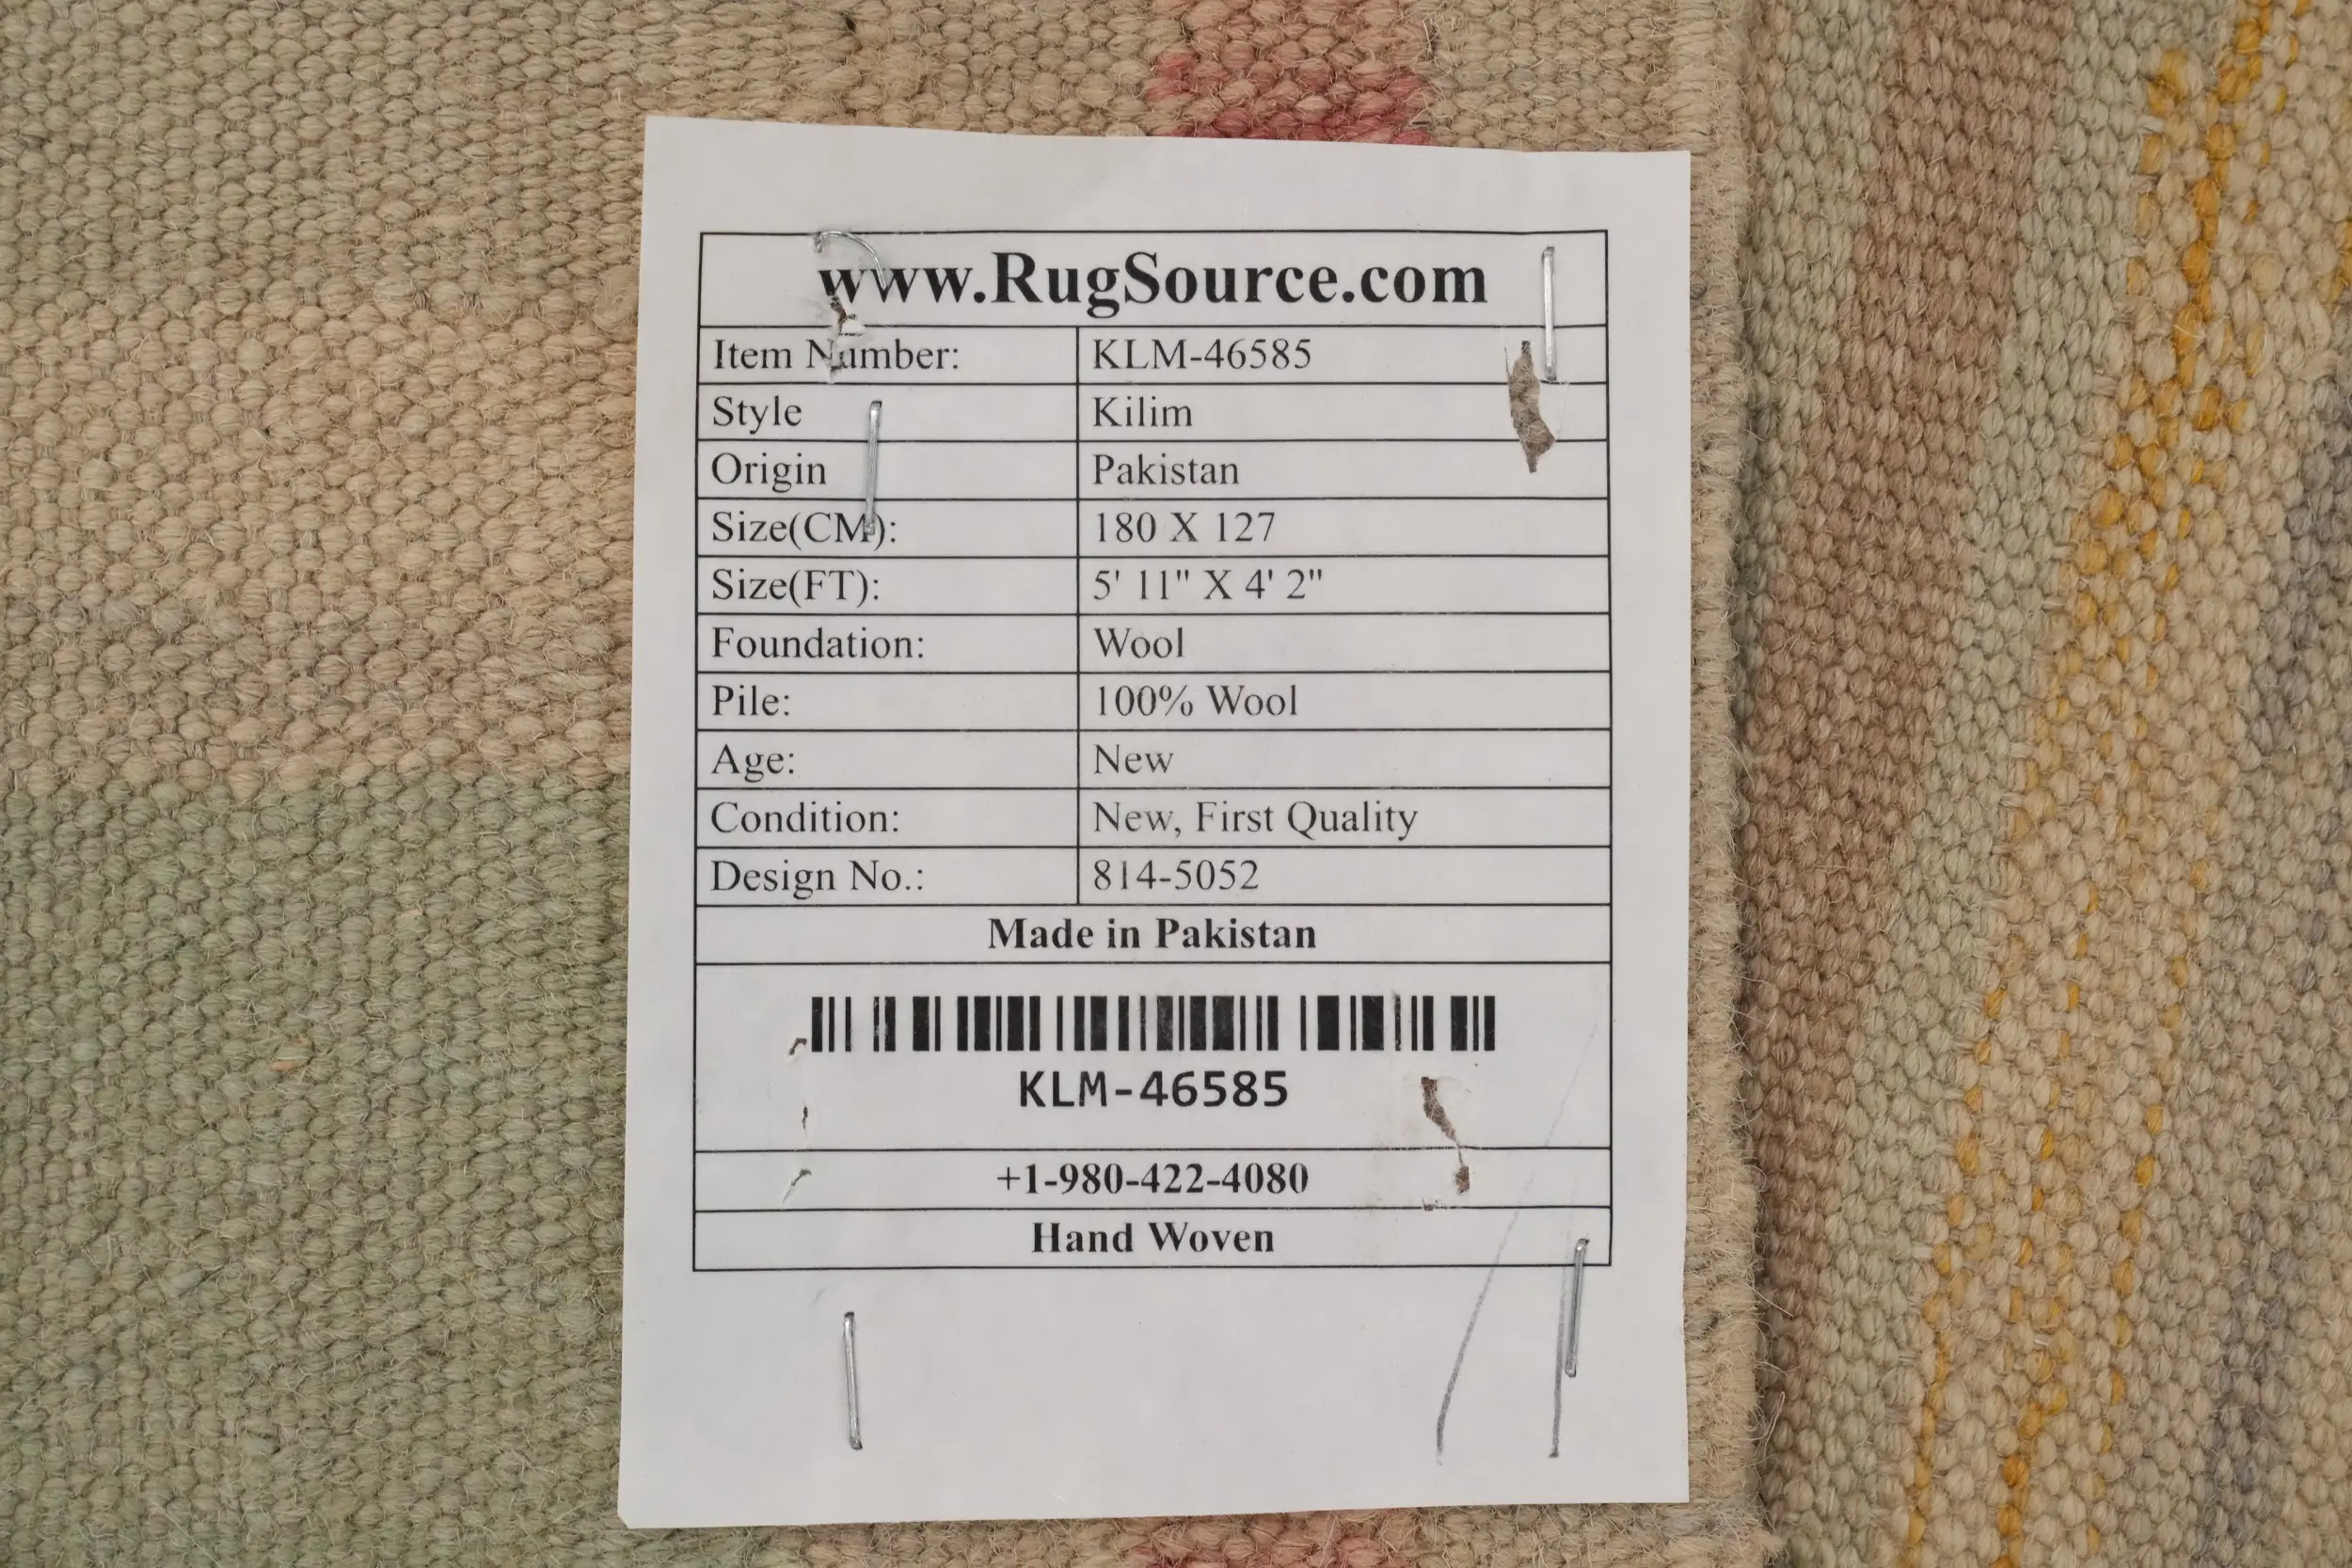 www.RugSource.com
Item Number: KLM-46585
Style Kilim
Origin Pakistan
Size(CM): 180 X 127
Size(FT): 5' 11" X 4' 2"
Foundation: Wool
Pile: 100% Wool
Age: New
Condition: New, First Quality
Design No.: 814-5052
Made in Pakistan
KLM-46585
+1-980-422-4080
Hand Woven